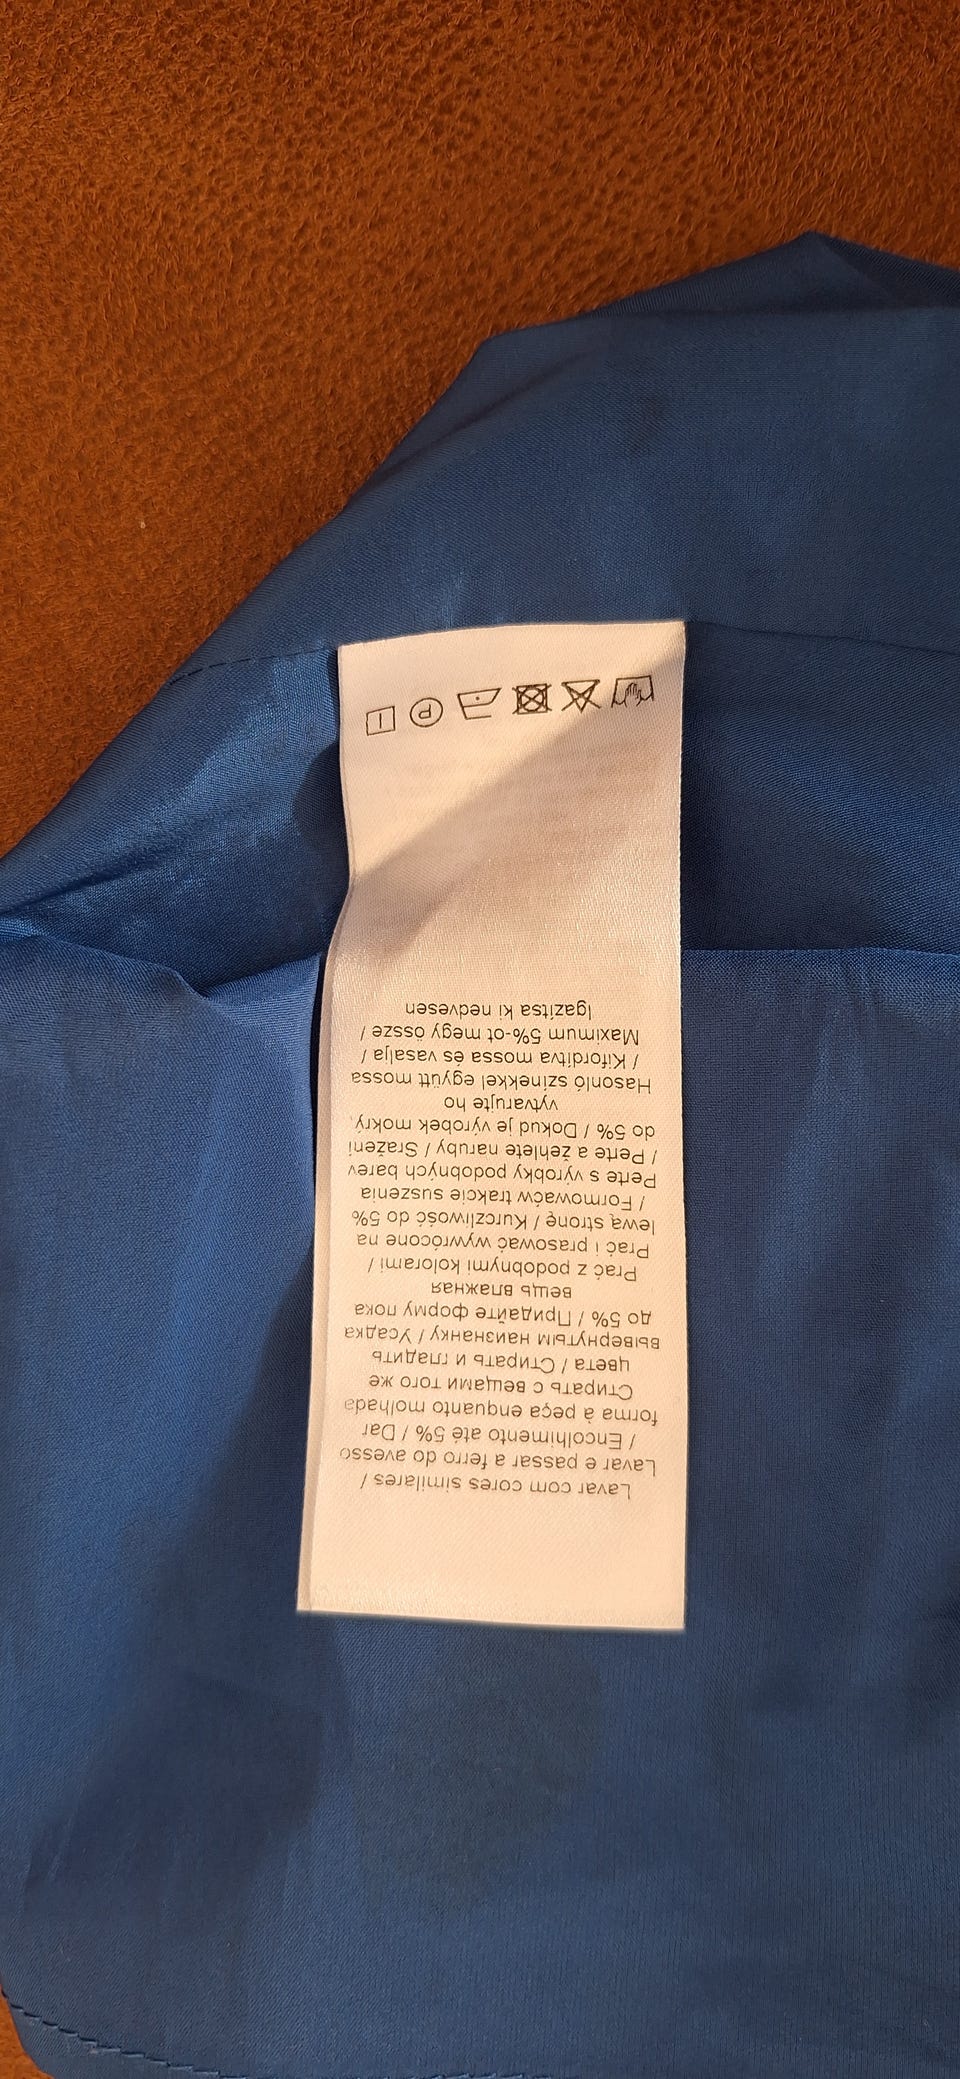 Lavar com cores similares /
Lavar e passar a ferro do avesso
/ Encolhimento até 5% / Dar
forma à peça enquanto molhada
Стирать с вещами того же
цвета / Стирать и гладить
вывернутым наизнанку / Усадка
до 5% / Придайте форму пока
вещь влажная
Prać z podobnymi kolorami /
Prać i prasować wywrócone na
lewą stronę / Kurczliwość do 5%
/ Formowaćw trakcie suszenia
Perte s výrobky podobných barev
/ Perte a žehlete naruby / Sražení
do 5% / Dokud je výrobek mokrý,
vytvarujte ho
Hasonló színekkel együtt mossa
/ Kifordítva mossa és vasalja /
Maximum 5%-ot megy össze /
Igazítsa ki nedvesen
P